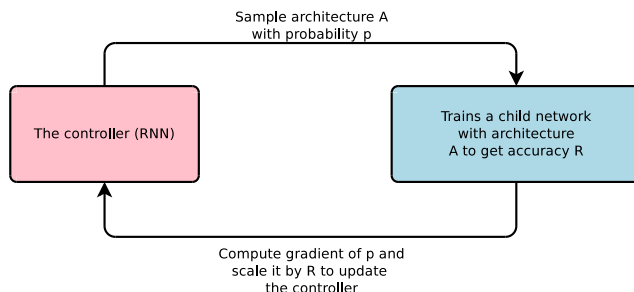 Sample architecture A
with probability p
The controller (RNN)
Trains a child network
with architecture
A to get accuracy R
Compute gradient of p and
scale it by R to update
the controller